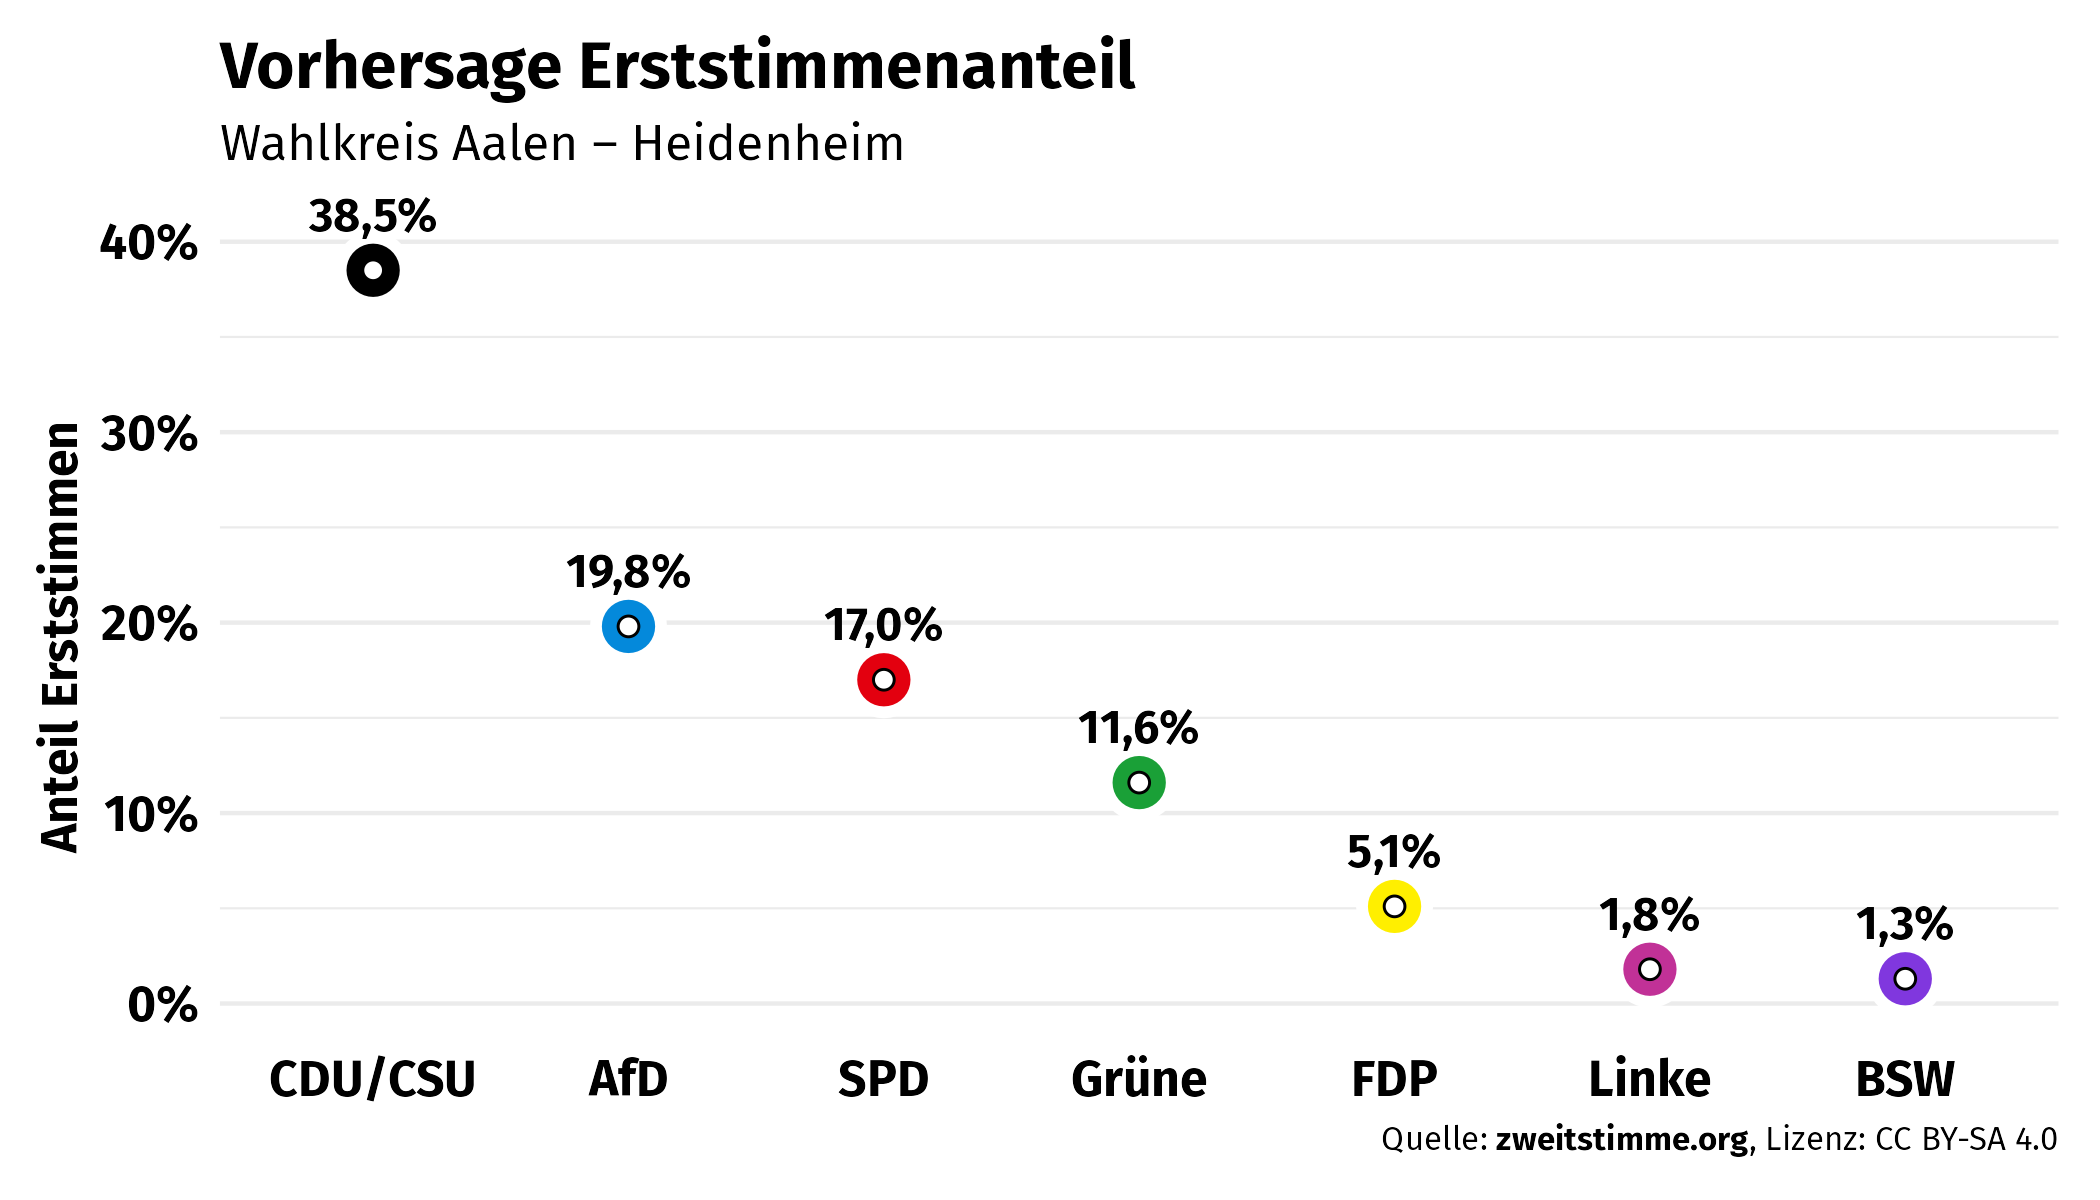 Vorhersage Erststimmenanteil
Wahlkreis Aalen – Heidenheim
Anteil Erststimmen
40%
30%
20%
10%
0%
38,5%
19,8%
17,0%
11,6%
5,1%
1,8%
1,3%
CDU/CSU AfD SPD Grüne FDP Linke BSW
Quelle: zweitstimme.org, Lizenz: CC BY-SA 4.0